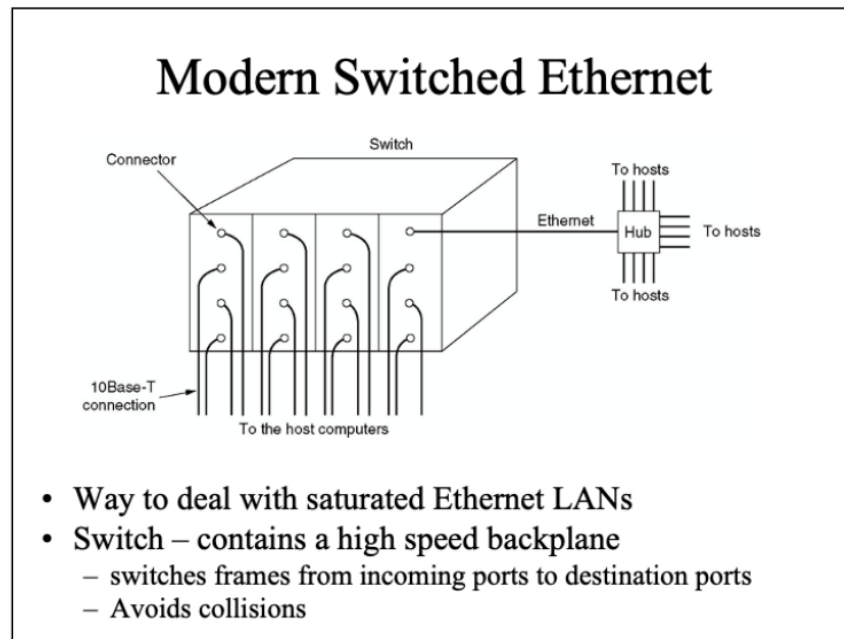 Modern Switched Ethernet
Switch
Connector
To hosts
Ethernet
Hub
To hosts
To hosts
10Base-T
connection
To the host computers
• Way to deal with saturated Ethernet LANs
• Switch – contains a high speed backplane
– switches frames from incoming ports to destination ports
– Avoids collisions